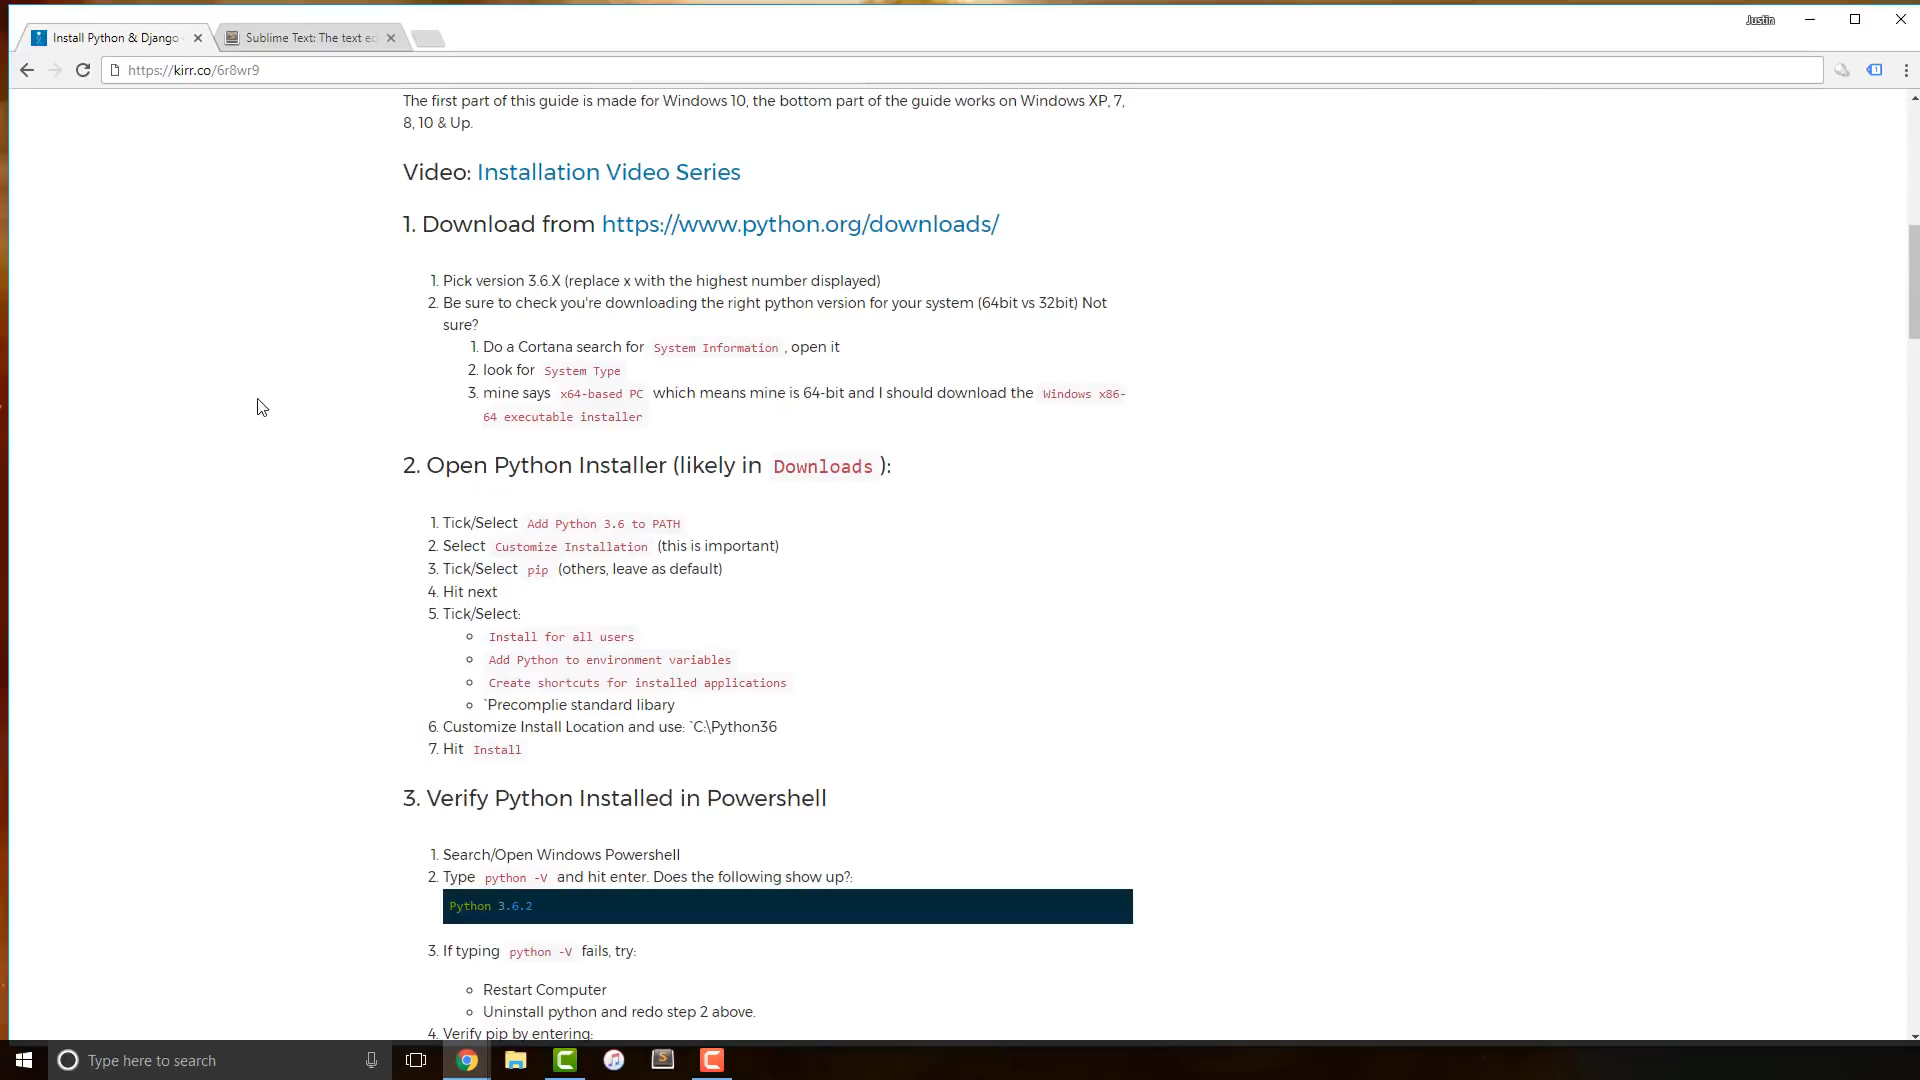 Justin
Install Python & Django
Sublime Text: The text ec
https://kirr.co/6r8wr9
The first part of this guide is made for Windows 10, the bottom part of the guide works on Windows XP, 7,
8, 10 & Up.
Video: Installation Video Series
1. Download from https://www.python.org/downloads/
1. Pick version 3.6.X (replace x with the highest number displayed)
2. Be sure to check you're downloading the right python version for your system (64bit vs 32bit) Not
sure?
1. Do a Cortana search for System Information , open it
2. look for System Type
3. mine says x64-based PC which means mine is 64-bit and I should download the Windows x86-
64 executable installer
2. Open Python Installer (likely in Downloads ):
1. Tick/Select Add Python 3.6 to PATH
2. Select Customize Installation (this is important)
3. Tick/Select pip (others, leave as default)
4. Hit next
5. Tick/Select:
Install for all users
Add Python to environment variables
Create shortcuts for installed applications
`Precomplie standard libary
6. Customize Install Location and use: `C:\Python36
7. Hit Install
3. Verify Python Installed in Powershell
1. Search/Open Windows Powershell
2. Type python -V and hit enter. Does the following show up?:
Python 3.6.2
3. If typing python -V fails, try:
Restart Computer
Uninstall python and redo step 2 above.
4. Verify pip by entering:
Type here to search